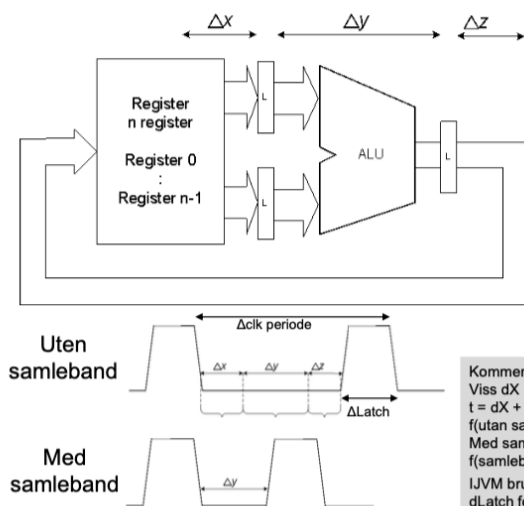 Δx Δy Δz
Register
n register
Register 0
:
Register n-1
L
L
ALU
L
Δclk periode
Uten
samleband
Δx Δy Δz
ΔLatch
Med
samleband
Δy
Kommen
Viss dX
t = dX +
f(utan sa
Med sam
f(samleb
IJVM bru
dLatch fo